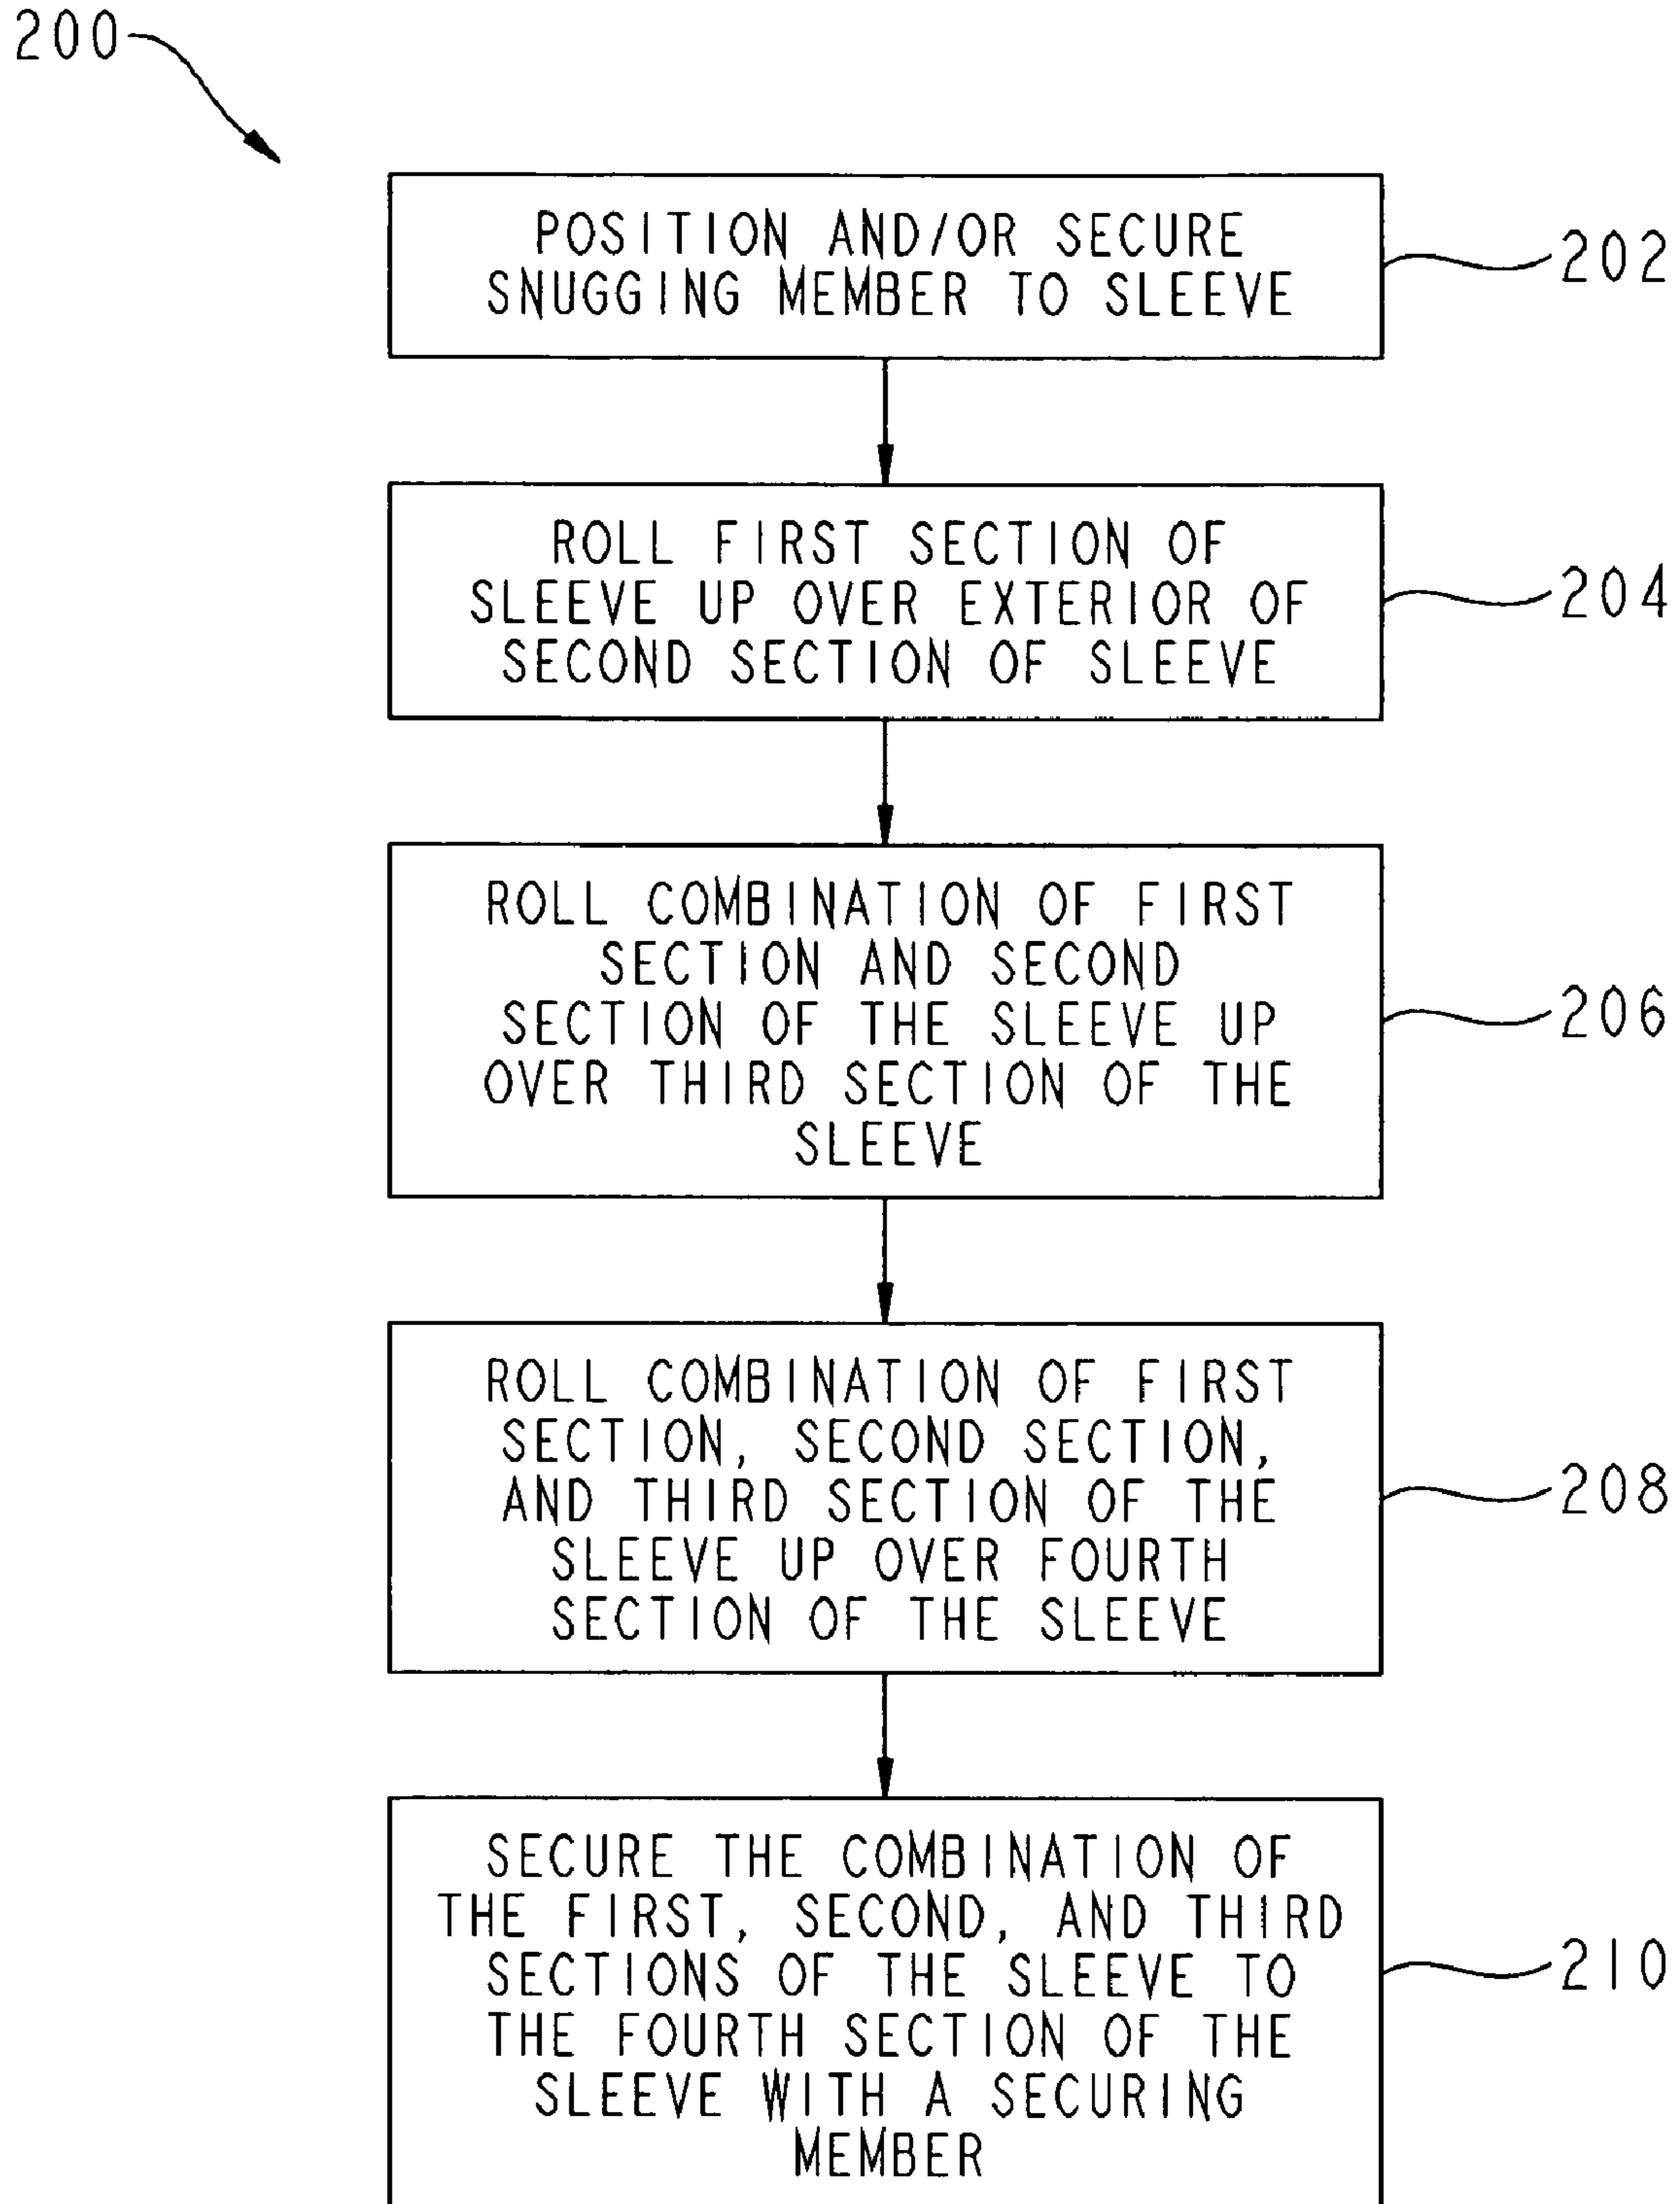 200
POSITION AND/OR SECURE
SNUGGING MEMBER TO SLEEVE
202
ROLL FIRST SECTION OF
SLEEVE UP OVER EXTERIOR OF
SECOND SECTION OF SLEEVE
204
ROLL COMBINATION OF FIRST
SECTION AND SECOND
SECTION OF THE SLEEVE UP
OVER THIRD SECTION OF THE
SLEEVE
206
ROLL COMBINATION OF FIRST
SECTION, SECOND SECTION,
AND THIRD SECTION OF THE
SLEEVE UP OVER FOURTH
SECTION OF THE SLEEVE
208
SECURE THE COMBINATION OF
THE FIRST, SECOND, AND THIRD
SECTIONS OF THE SLEEVE TO
THE FOURTH SECTION OF THE
SLEEVE WITH A SECURING
MEMBER
210